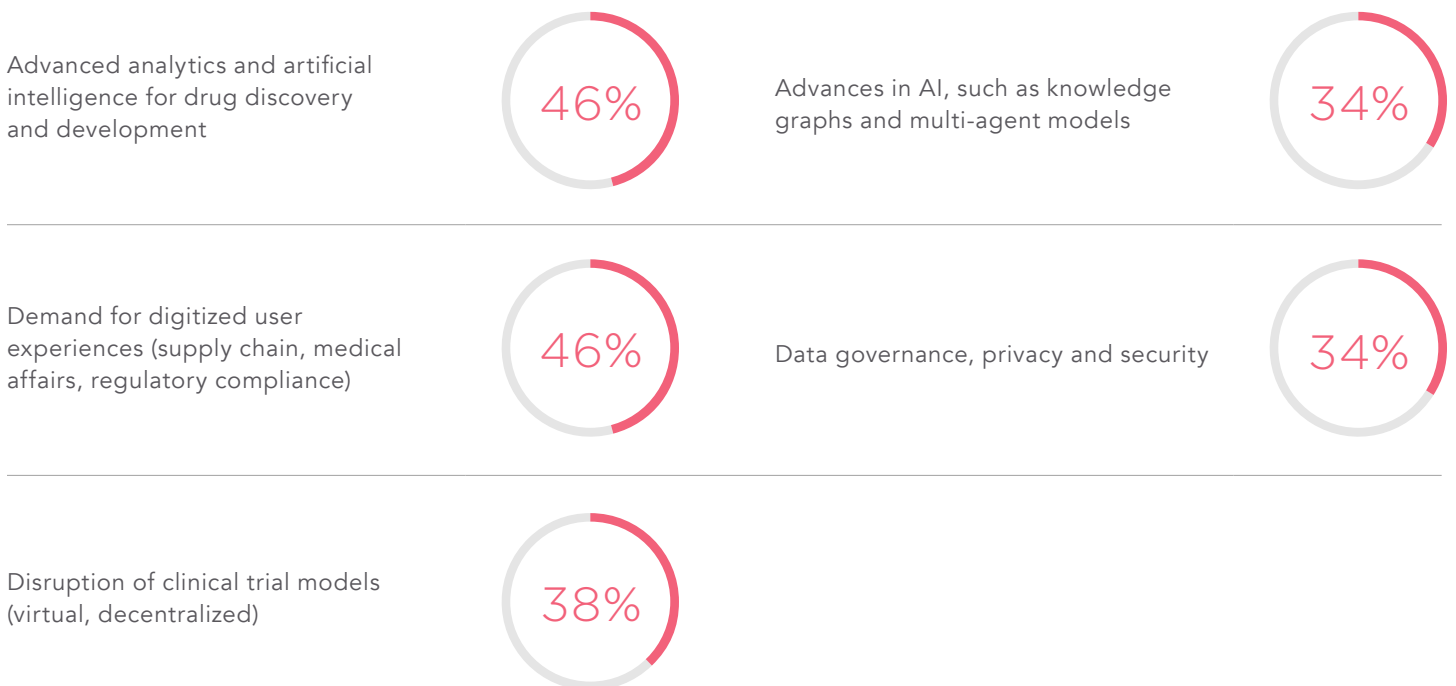 Advanced analytics and artificial
intelligence for drug discovery
and development
46%
Advances in AI, such as knowledge
graphs and multi-agent models
34%
Demand for digitized user
experiences (supply chain, medical
affairs, regulatory compliance)
46%
Data governance, privacy and security
34%
Disruption of clinical trial models
(virtual, decentralized)
38%